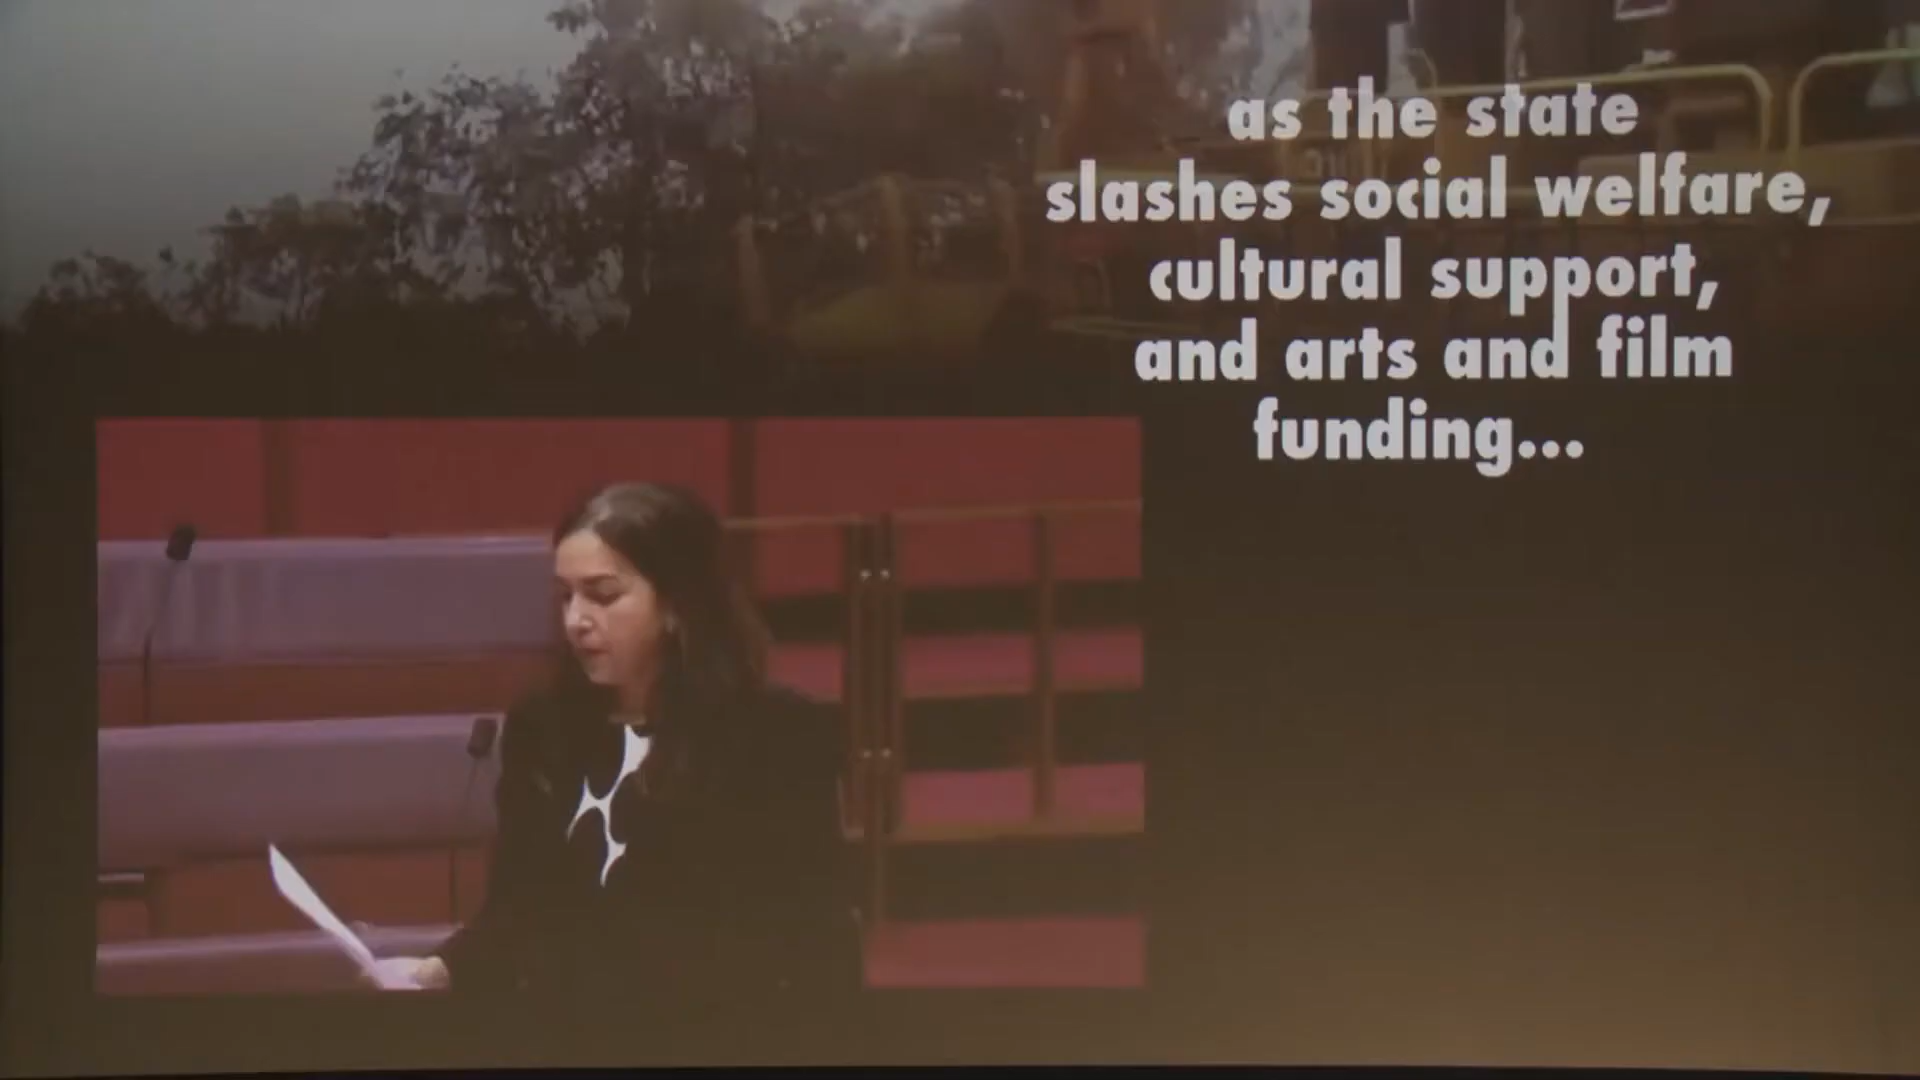 as the state
slashes social welfare,
cultural support,
and arts and film
funding...